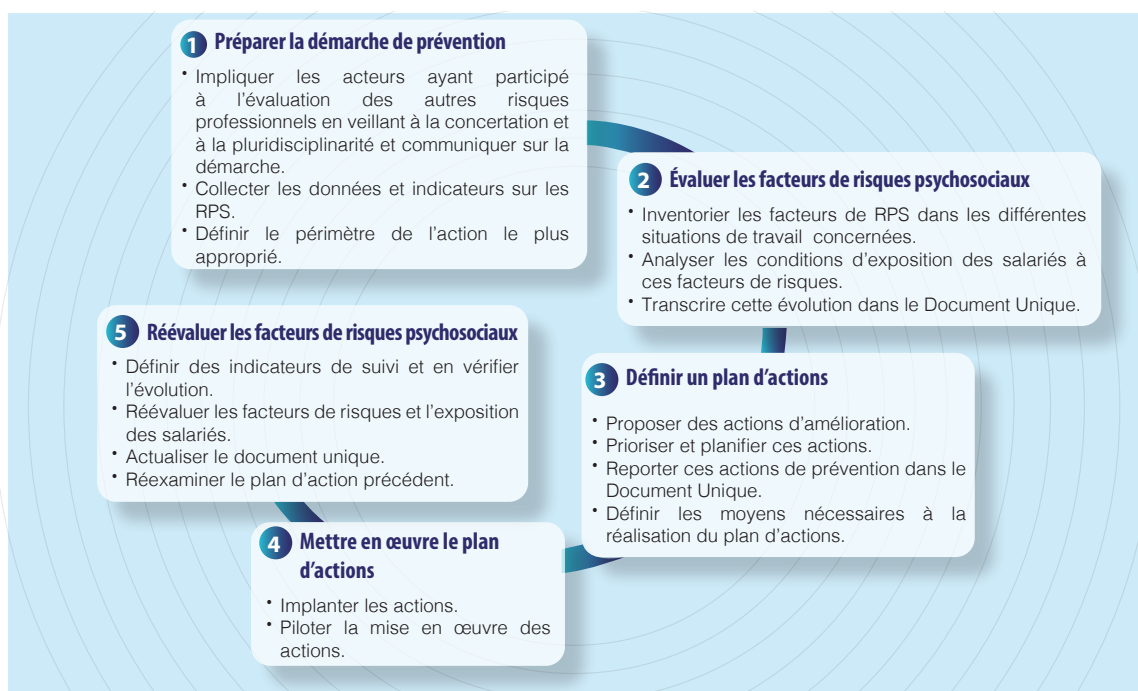 1 Préparer la démarche de prévention
• Impliquer les acteurs ayant participé
à l'évaluation des autres risques
professionnels en veillant à la concertation et
à la pluridisciplinarité et communiquer sur la
démarche.
• Collecter les données et indicateurs sur les
RPS.
• Définir le périmètre de l'action le plus
approprié.
2 Évaluer les facteurs de risques psychosociaux
• Inventorier les facteurs de RPS dans les différentes
situations de travail concernées.
• Analyser les conditions d'exposition des salariés à
ces facteurs de risques.
• Transcrire cette évolution dans le Document Unique.
3 Définir un plan d'actions
• Proposer des actions d'amélioration.
• Prioriser et planifier ces actions.
• Reporter ces actions de prévention dans le
Document Unique.
• Définir les moyens nécessaires à la
réalisation du plan d'actions.
4 Mettre en œuvre le plan
d'actions
• Implanter les actions.
• Piloter la mise en œuvre des
actions.
5 Réévaluer les facteurs de risques psychosociaux
• Définir des indicateurs de suivi et en vérifier
l'évolution.
• Réévaluer les facteurs de risques et l'exposition
des salariés.
• Actualiser le document unique.
• Réexaminer le plan d'action précédent.